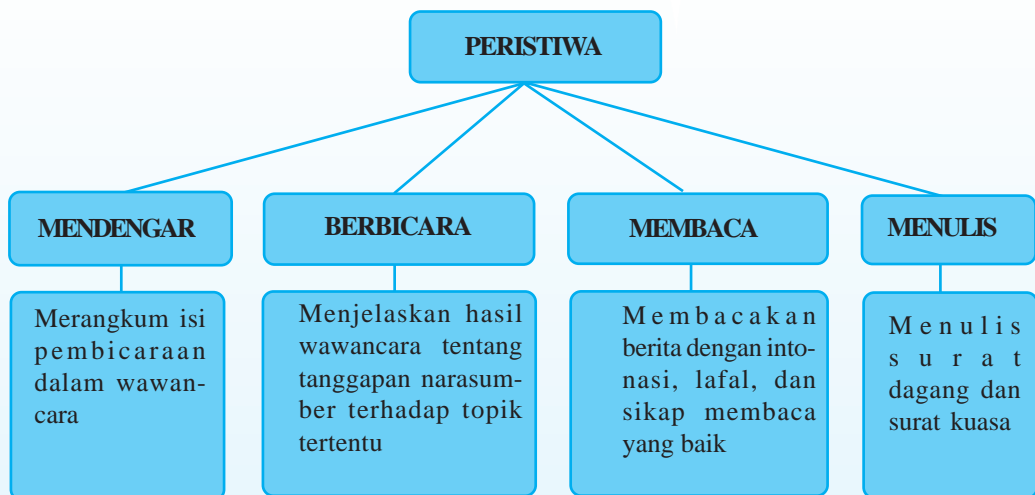 PERISTIWA
MENDENGAR
BERBICARA
MEMBACA
MENULIS
Merangkum isi
pembicaraan
dalam wawan-
cara
Menjelaskan hasil
wawancara tentang
tanggapan narasum-
ber terhadap topik
tertentu
Membacakan
berita dengan into-
nasi, lafal, dan
sikap membaca
yang baik
Menulis
surat
dagang dan
surat kuasa